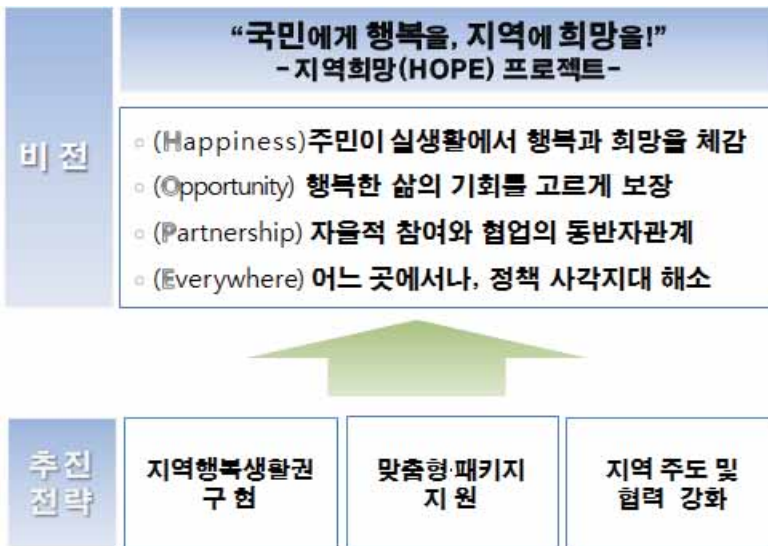 “국민에게 행복을, 지역에 희망을!”
-지역희망(HOPE) 프로젝트-
비 전
◦ (Happiness)주민이 실생활에서 행복과 희망을 체감
◦ (Opportunity) 행복한 삶의 기회를 고르게 보장
◦ (Partnership) 자율적 참여와 협업의 동반자관계
◦ (Everywhere) 어느 곳에서나, 정책 사각지대 해소
추진
전략
지역행복생활권
구 현
맞춤형·패키지
지 원
지역 주도 및
협력 강화